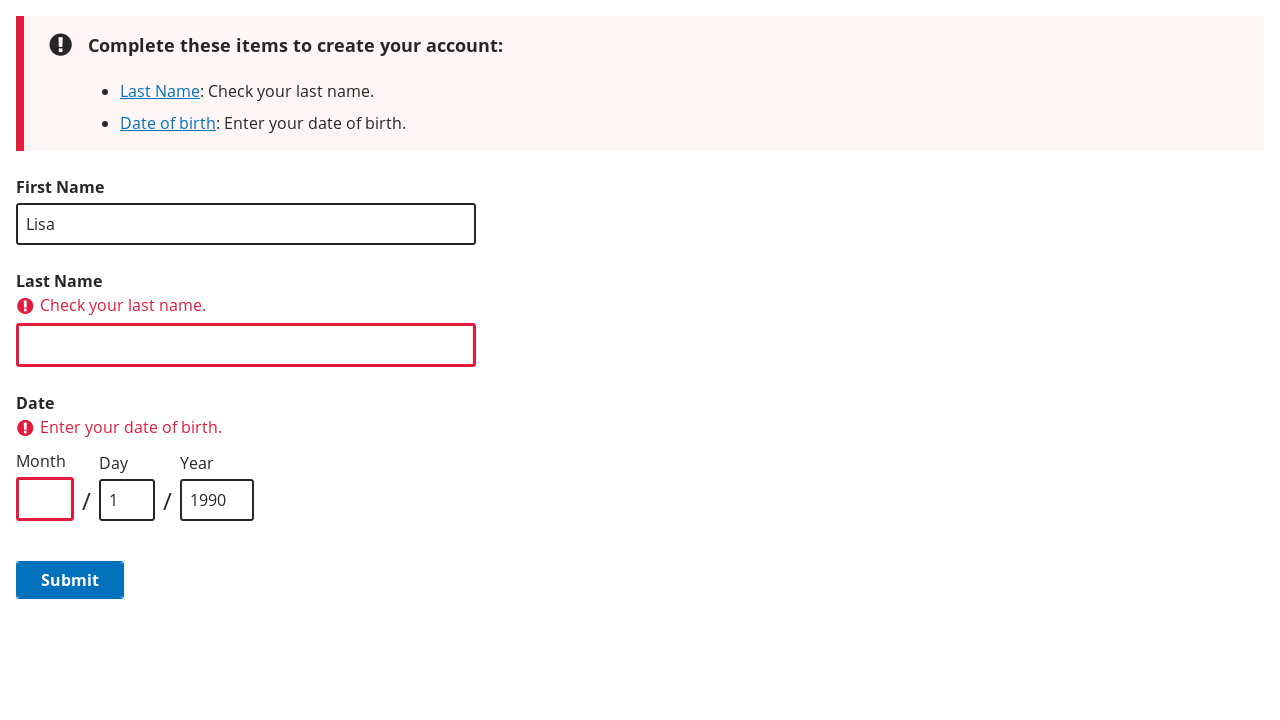 Complete these items to create your account:
Last Name: Check your last name.
Date of birth: Enter your date of birth.
First Name
Lisa
Last Name
Check your last name.
Date
Enter your date of birth.
Month Day Year
/ 1 / 1990
Submit